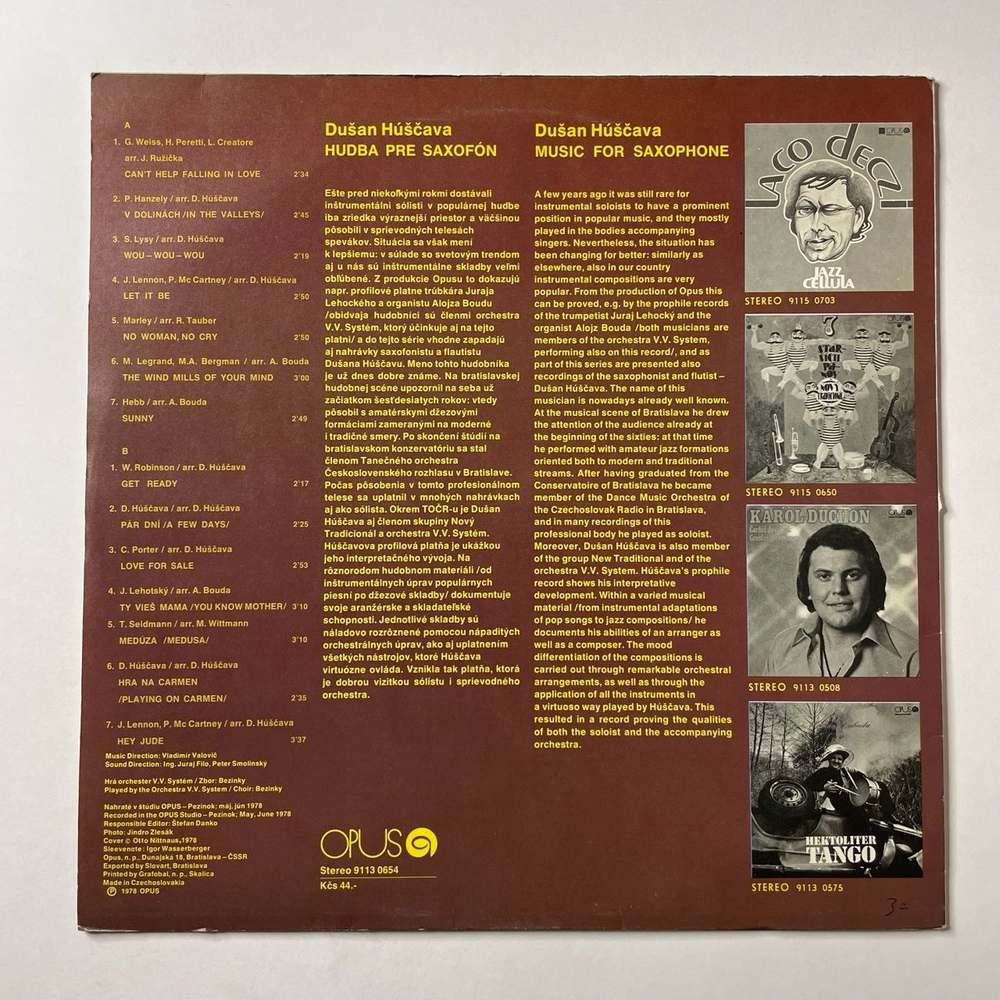 A
1. G. Weiss, H. Peretti, L. Creatore
arr. J. Ružička
CAN'T HELP FALLING IN LOVE 2'34
2. P. Hanzely / arr. D. Húščava
V DOLINÁCH /IN THE VALLEYS/ 2'45
3. S. Lysy / arr. D. Húščava
WOU – WOU – WOU 2'19
4. J. Lennon, P. Mc Cartney / arr. D. Húščava
LET IT BE 2'50
5. Marley / arr. R. Tauber
NO WOMAN, NO CRY 2'50
6. M. Legrand, M.A. Bergman / arr. A. Bouda
THE WIND MILLS OF YOUR MIND 3'00
7. Hebb / arr. A. Bouda
SUNNY 2'49
B
1. W. Robinson / arr. D. Húščava
GET READY 2'17
2. D. Húščava / arr. D. Húščava
PÁR DNÍ /A FEW DAYS/ 2'25
3. C. Porter / arr. D. Húščava
LOVE FOR SALE 2'53
4. J. Lehotský / arr. A. Bouda
TY VIEŠ MAMA /YOU KNOW MOTHER/ 3'10
5. T. Seidmann / arr. M. Wittmann
MEDÚZA /MEDUSA/ 3'10
6. D. Húščava / arr. D. Húščava
HRA NA CARMEN
/PLAYING ON CARMEN/ 2'35
7. J. Lennon, P. Mc Cartney / arr. D. Húščava
HEY JUDE 3'37
Music Direction: Vladimír Valovič
Sound Direction: Ing. Juraj Filo, Peter Smolinský
Hrá orchester V.V. Systém / Zbor: Bezinky
Played by the Orchestra V.V. System / Choir: Bezinky
Nahraté v štúdiu OPUS – Pezinok; máj, jún 1978
Recorded in the OPUS Studio – Pezinok; May, June 1978
Responsible Editor: Štefan Danko
Photo: Jindro Zlesák
Cover © Otto Nittnaus, 1978
Sleevenote: Igor Wasserberger
Opus, n. p., Dunajská 18, Bratislava – ČSSR
Exported by Slovart, Bratislava
Printed by Grafobal, n. p., Skalica
Made in Czechoslovakia
Ⓟ 1978 OPUS
Dušan Húščava
HUDBA PRE SAXOFÓN
Ešte pred niekoľkými rokmi dostávali
inštrumentálni sólisti v populárnej hudbe
iba zriedka výraznejší priestor a väčšinou
pôsobili v sprievodných telesách
spevákov. Situácia sa však mení
k lepšiemu: v súlade so svetovým trendom
aj u nás sú inštrumentálne skladby veľmi
obľúbené. Z produkcie Opusu to dokazujú
napr. profilové platne trúbkára Juraja
Lehockého a organistu Alojza Boudu
/obidvaja hudobníci sú členmi orchestra
V.V. Systém, ktorý účinkuje aj na tejto
platni/ a do tejto série vhodne zapadajú
aj nahrávky saxofonistu a flautistu
Dušana Húščavu. Meno tohto hudobníka
je už dnes dobre známe. Na bratislavskej
hudobnej scéne upozornil na seba už
začiatkom šesťdesiatych rokov: vtedy
pôsobil s amatérskymi džezovými
formáciami zameranými na moderné
i tradičné smery. Po skončení štúdií na
bratislavskom konzervatóriu sa stal
členom Tanečného orchestra
Československého rozhlasu v Bratislave.
Počas pôsobenia v tomto profesionálnom
telese sa uplatnil v mnohých nahrávkach
aj ako sólista. Okrem TOČR-u je Dušan
Húščava aj členom skupiny Nový
Tradicionál a orchestra V.V. Systém.
Húščavova profilová platňa je ukážkou
jeho interpretačného vývoja. Na
rôznorodom hudobnom materiáli /od
inštrumentálnych úprav populárnych
piesní po džezové skladby/ dokumentuje
svoje aranžérske a skladateľské
schopnosti. Jednotlivé skladby sú
náladovo rozrôznené pomocou nápaditých
orchestrálnych úprav, ako aj uplatnením
všetkých nástrojov, ktoré Húščava
virtuózne ovláda. Vznikla tak platňa, ktorá
je dobrou vizitkou sólistu i sprievodného
orchestra.
OPUS
Stereo 9113 0654
Kčs 44.-
Dušan Húščava
MUSIC FOR SAXOPHONE
A few years ago it was still rare for
instrumental soloists to have a prominent
position in popular music, and they mostly
played in the bodies accompanying
singers. Nevertheless, the situation has
been changing for better: similarly as
elsewhere, also in our country
instrumental compositions are very
popular. From the production of Opus this
can be proved, e.g. by the prophile records
of the trumpetist Juraj Lehocký and the
organist Alojz Bouda /both musicians are
members of the orchestra V.V. System,
performing also on this record/, and as
part of this series are presented also
recordings of the saxophonist and flutist –
Dušan Húščava. The name of this
musician is nowadays already well known.
At the musical scene of Bratislava he drew
the attention of the audience already at
the beginning of the sixties: at that time
he performed with amateur jazz formations
oriented both to modern and traditional
streams. After having graduated from the
Conservatoire of Bratislava he became
member of the Dance Music Orchestra of
the Czechoslovak Radio in Bratislava,
and in many recordings of this
professional body he played as soloist.
Moreover, Dušan Húščava is also member
of the group New Traditional and of the
orchestra V.V. System. Húščava's prophile
record shows his interpretative
development. Within a varied musical
material /from instrumental adaptations
of pop songs to jazz compositions/ he
documents his abilities of an arranger as
well as a composer. The mood
differentiation of the compositions is
carried out through remarkable orchestral
arrangements, as well as through the
application of all the instruments in
a virtuoso way played by Húščava. This
resulted in a record proving the qualities
of both the soloist and the accompanying
orchestra.
LACO DECZI
JAZZ
CELLULA
STEREO 9115 0703
7
STAR-
SÍCH
PÁ-
NOV
STEREO 9115 0650
KAROL DUCHOŇ
STEREO 9113 0508
HEKTOLITER
TANGO
STEREO 9113 0575
3=